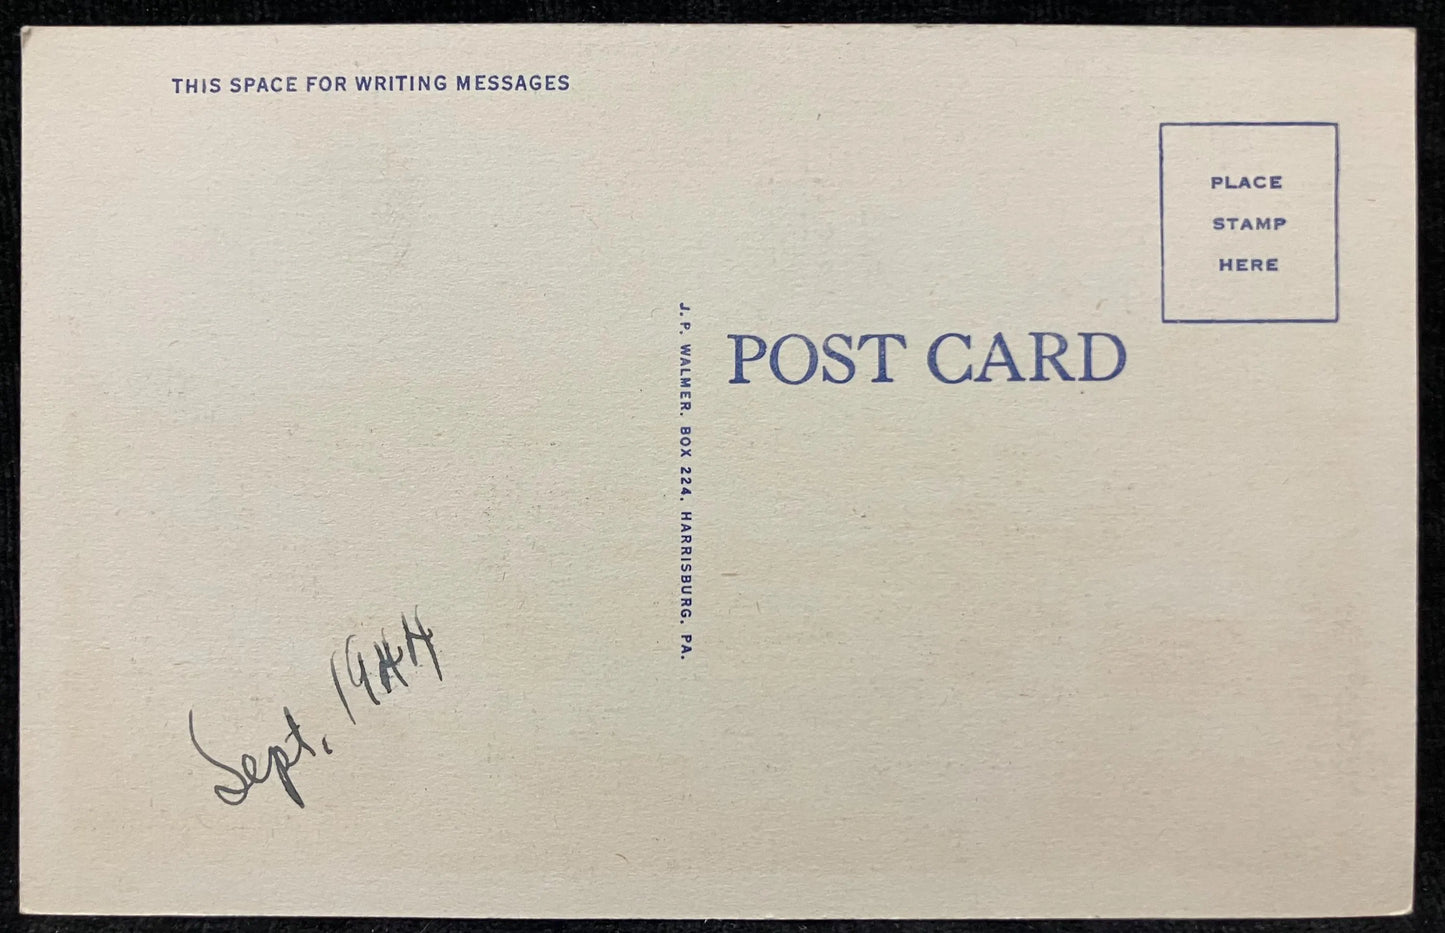 THIS SPACE FOR WRITING MESSAGES
PLACE
STAMP
HERE
POST CARD
J. P. WALMER, BOX 224, HARRISBURG, PA.
Sept. 1944